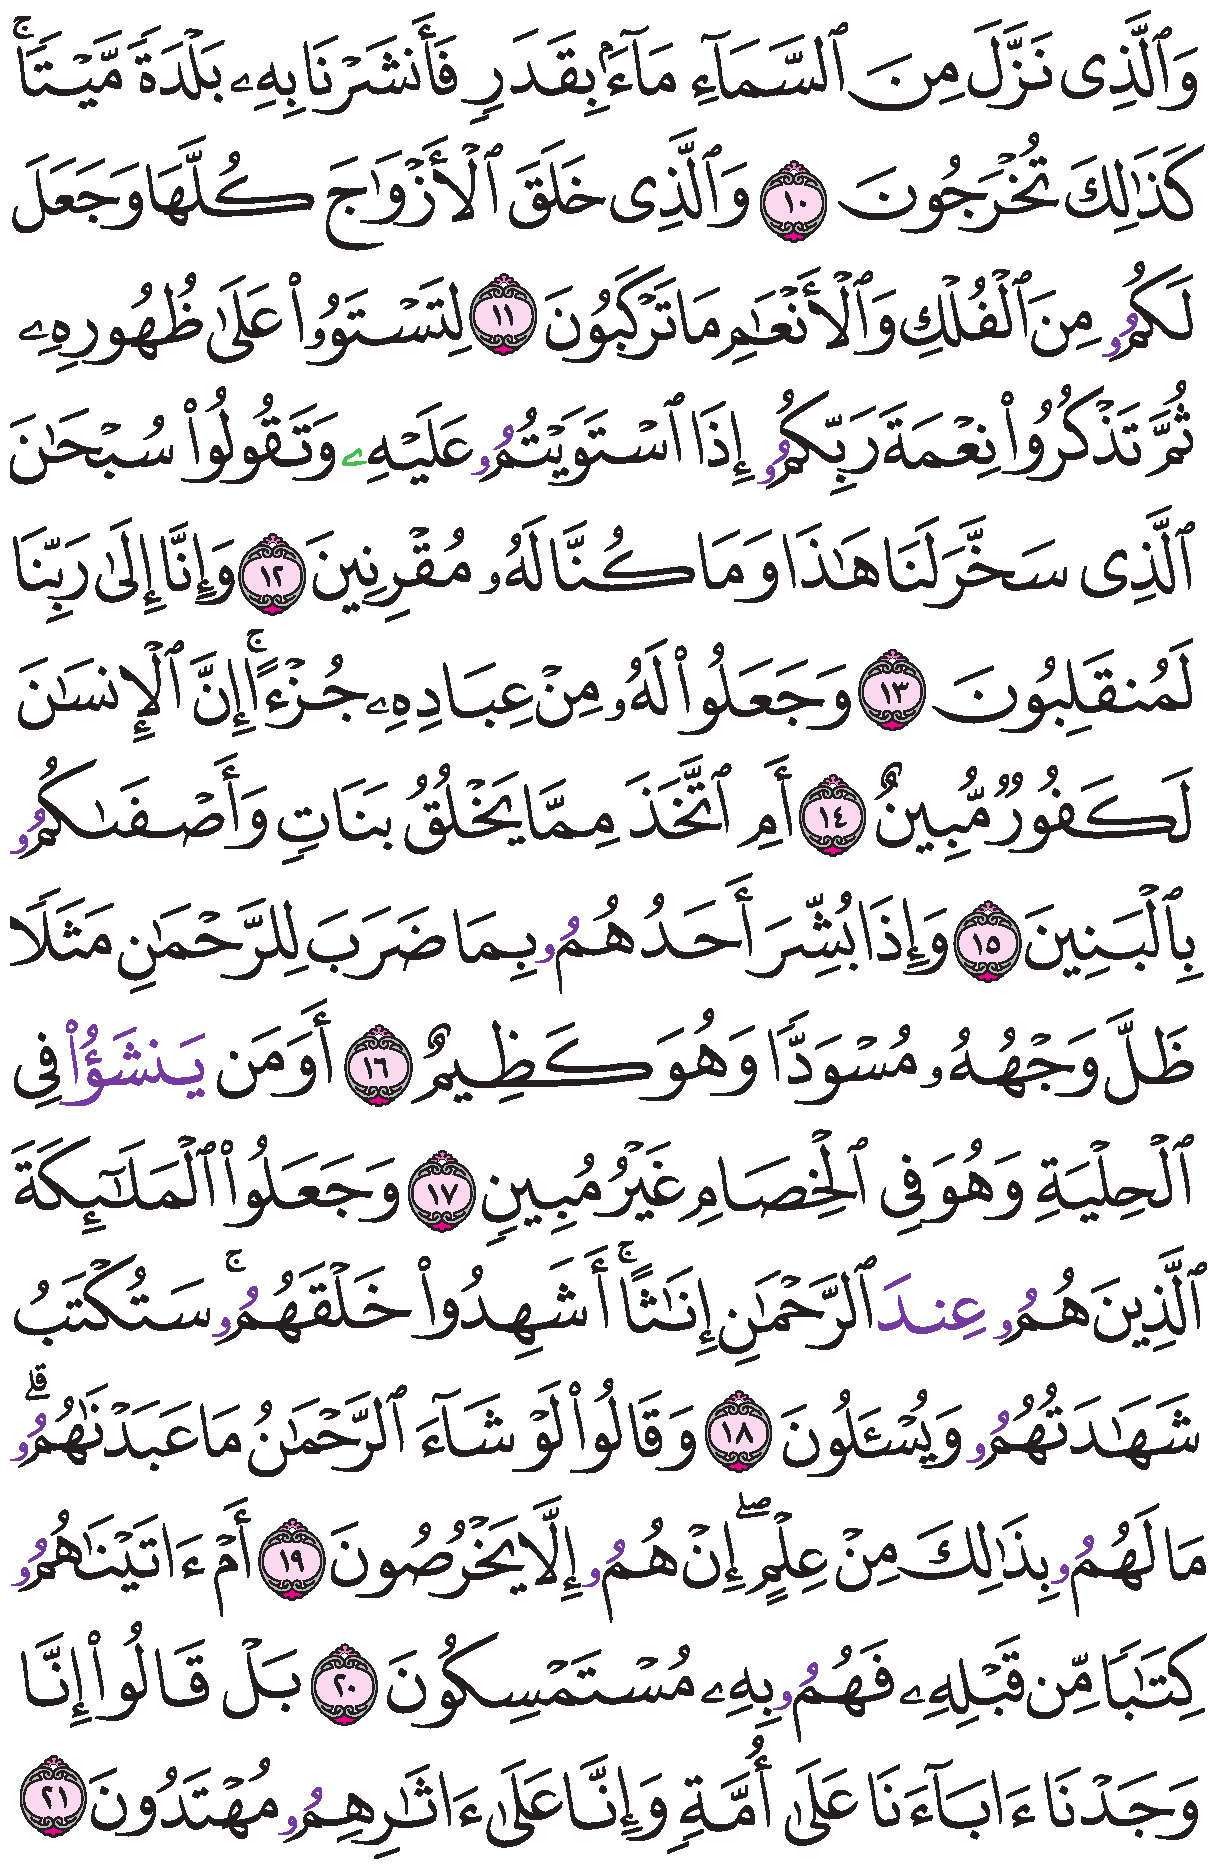 وَٱلَّذِى نَزَّلَ مِنَ ٱلسَّمَآءِ مَآءَۢ بِقَدَرٍ فَأَنشَرْنَا بِهِۦ بَلْدَةً مَّيْتًاۚ
كَذَٰلِكَ تُخْرَجُونَ ١٠ وَٱلَّذِى خَلَقَ ٱلْأَزْوَٰجَ كُلَّهَا وَجَعَلَ
لَكُمُۥ مِنَ ٱلْفُلْكِ وَٱلْأَنْعَٰمِ مَا تَرْكَبُونَ ١١ لِتَسْتَوُۥا۟ عَلَىٰ ظُهُورِهِۦ
ثُمَّ تَذْكُرُوا۟ نِعْمَةَ رَبِّكُمُۥ إِذَا ٱسْتَوَيْتُمُۥ عَلَيْهِۦ وَتَقُولُوا۟ سُبْحَٰنَ
ٱلَّذِى سَخَّرَ لَنَا هَٰذَا وَمَا كُنَّا لَهُۥ مُقْرِنِينَ ١٢ وَإِنَّا إِلَىٰ رَبِّنَا
لَمُنقَلِبُونَ ١٣ وَجَعَلُوا۟ لَهُۥ مِنْ عِبَادِهِۦ جُزْءًاۚ إِنَّ ٱلْإِنسَٰنَ
لَكَفُورٌ مُّبِينٌ ١٤ أَمِ ٱتَّخَذَ مِمَّا يَخْلُقُ بَنَاتٍ وَأَصْفَىٰكُمُۥ
بِٱلْبَنِينَ ١٥ وَإِذَا بُشِّرَ أَحَدُهُمُۥ بِمَا ضَرَبَ لِلرَّحْمَٰنِ مَثَلًا
ظَلَّ وَجْهُهُۥ مُسْوَدًّا وَهُوَ كَظِيمٌ ١٦ أَوَمَن يَنشَؤُا۟ فِى
ٱلْحِلْيَةِ وَهُوَ فِى ٱلْخِصَامِ غَيْرُ مُبِينٍ ١٧ وَجَعَلُوا۟ ٱلْمَلَٰٓئِكَةَ
ٱلَّذِينَ هُمُۥ عِندَ ٱلرَّحْمَٰنِ إِنَٰثًاۚ أَشَهِدُوا۟ خَلْقَهُمُۥۚ سَتُكْتَبُ
شَهَٰدَتُهُمُۥ وَيُسْـَٔلُونَ ١٨ وَقَالُوا۟ لَوْ شَآءَ ٱلرَّحْمَٰنُ مَا عَبَدْنَٰهُمُۥۗ
مَا لَهُمُۥ بِذَٰلِكَ مِنْ عِلْمٍۖ إِنْ هُمُۥ إِلَّا يَخْرُصُونَ ١٩ أَمْ ءَاتَيْنَٰهُمُۥ
كِتَٰبًا مِّن قَبْلِهِۦ فَهُمُۥ بِهِۦ مُسْتَمْسِكُونَ ٢٠ بَلْ قَالُوا۟ إِنَّا
وَجَدْنَا ءَابَآءَنَا عَلَىٰ أُمَّةٍ وَإِنَّا عَلَىٰ ءَاثَٰرِهِمُۥ مُهْتَدُونَ ٢١